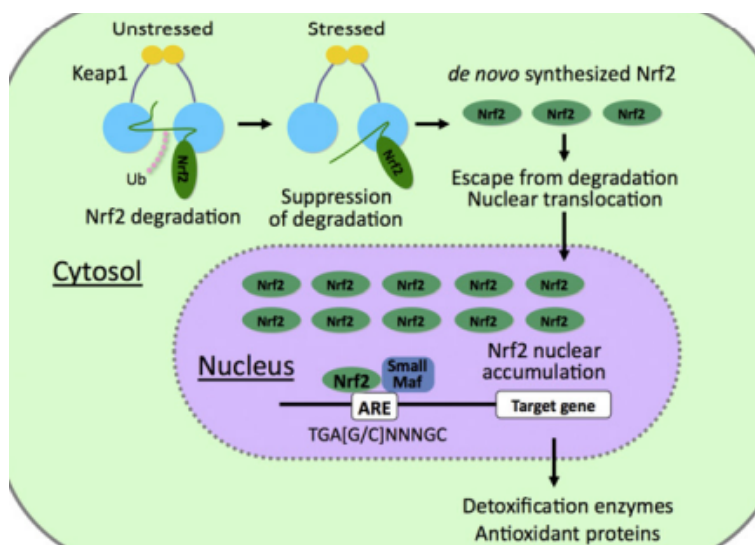 Unstressed
Stressed
Keap1
de novo synthesized Nrf2
Nrf2
Nrf2
Nrf2
Nrf2
Nrf2
Ub
Nrf2 degradation
Suppression
of degradation
Escape from degradation
Nuclear translocation
Cytosol
Nrf2
Nrf2
Nrf2
Nrf2
Nrf2
Nrf2
Nrf2
Nrf2
Nrf2
Nrf2
Nucleus
Nrf2 nuclear
accumulation
Nrf2
Small
Maf
ARE
Target gene
TGA[G/C]NNNGC
Detoxification enzymes
Antioxidant proteins